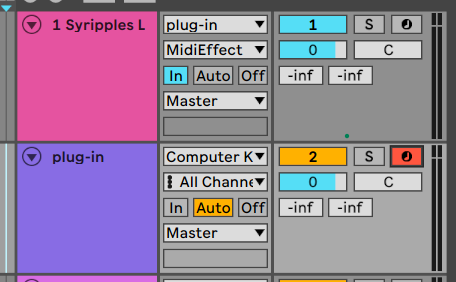 1 Syripples L
plug-in
1
S
MidiEffect
0
C
In
Auto
Off
-inf
-inf
Master
plug-in
Computer K
2
S
All Channe
0
C
In
Auto
Off
-inf
-inf
Master